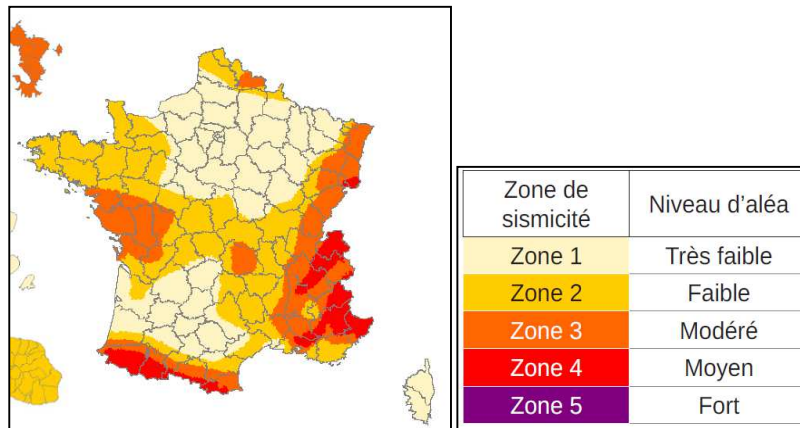 Zone de sismicité Niveau d'aléa
Zone 1 Très faible
Zone 2 Faible
Zone 3 Modéré
Zone 4 Moyen
Zone 5 Fort